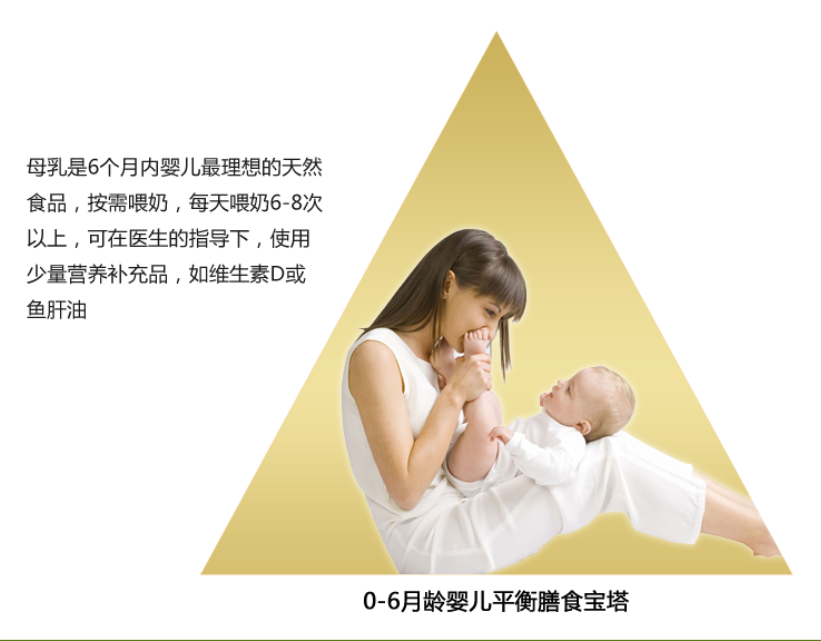 母乳是6个月内婴儿最理想的天然
食品，按需喂奶，每天喂奶6-8次
以上，可在医生的指导下，使用
少量营养补充品，如维生素D或
鱼肝油
0-6月龄婴儿平衡膳食宝塔